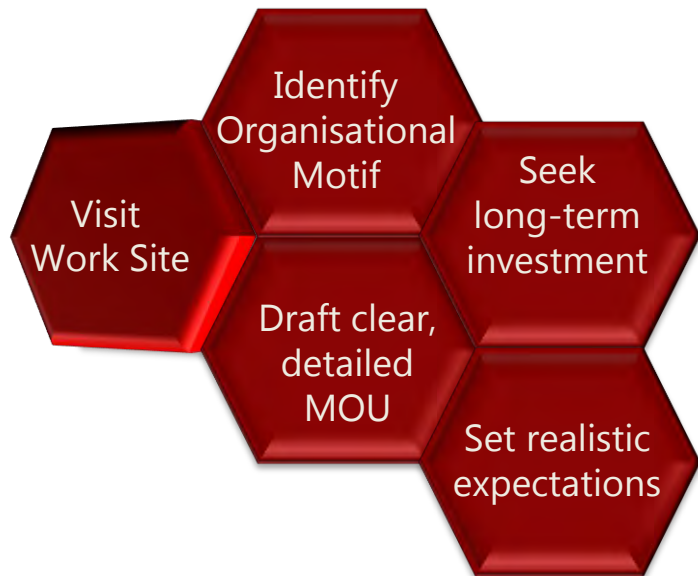 Identify
Organisational
Motif
Visit
Work Site
Seek
long-term
investment
Draft clear,
detailed
MOU
Set realistic
expectations